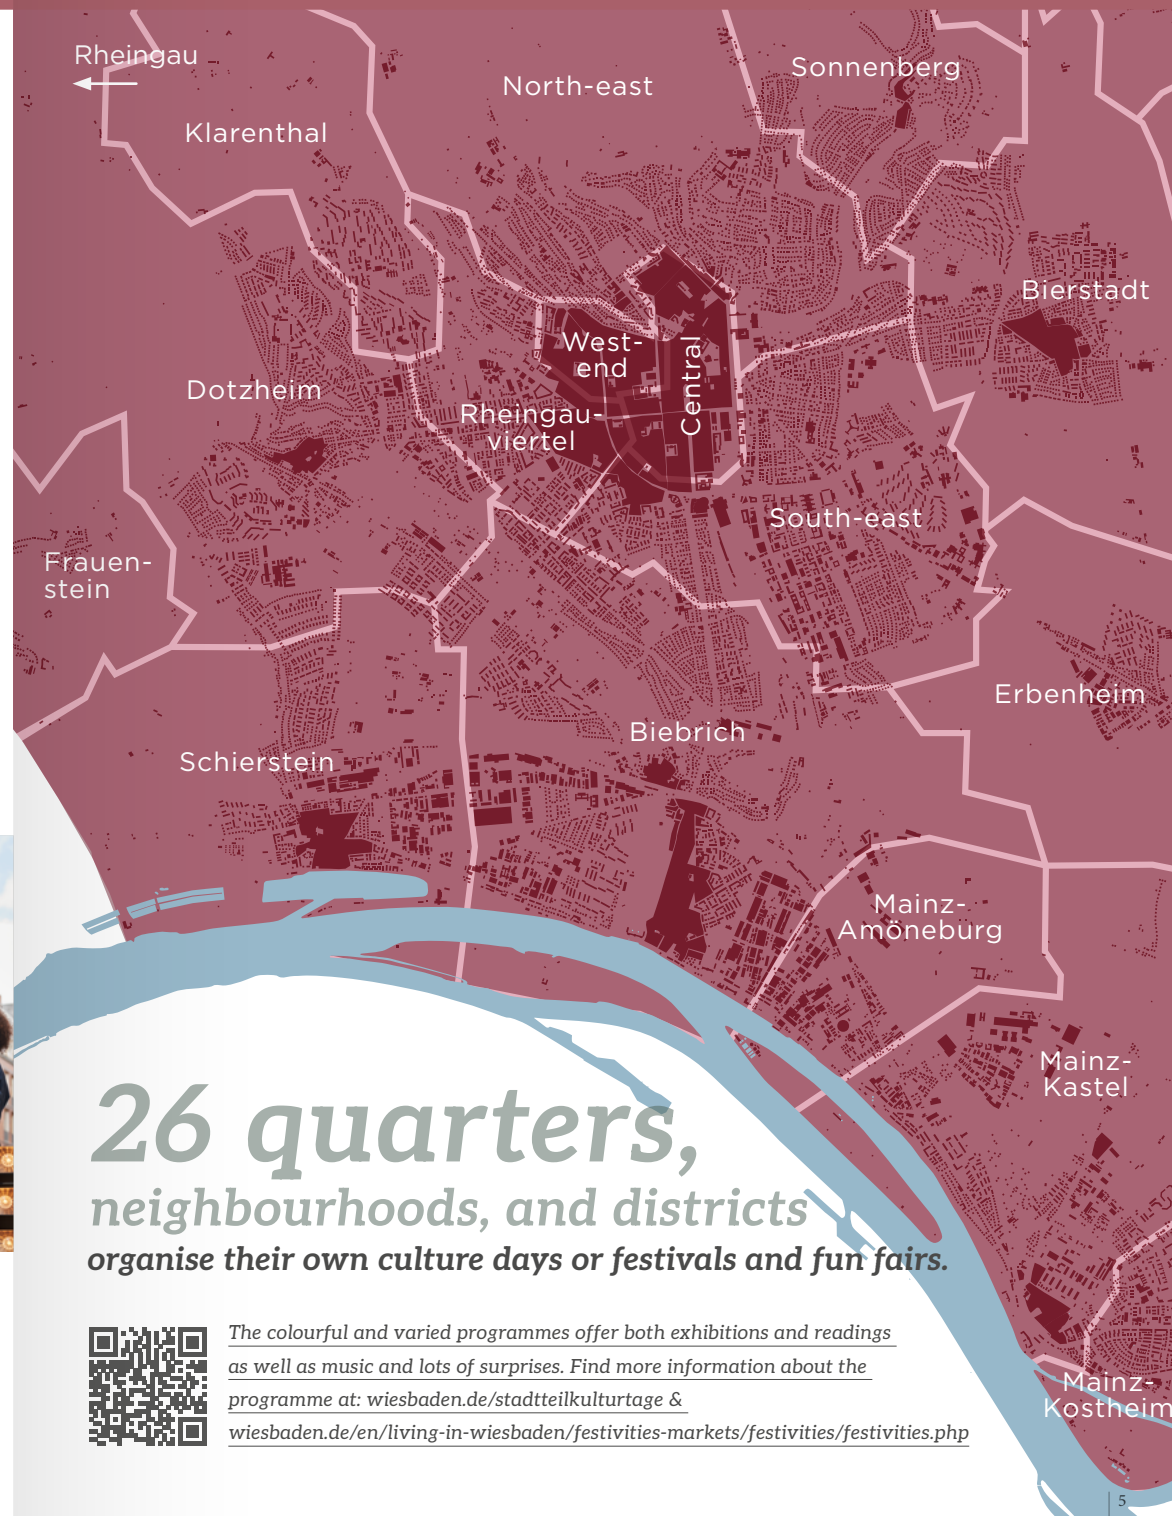 Rheingau
North-east
Sonnenberg
Klarenthal
Bierstadt
West-
end
Central
Dotzheim
Rheingau-
viertel
South-east
Frauen-
stein
Erbenheim
Biebrich
Schierstein
Mainz-
Amöneburg
Mainz-
Kastel
26 quarters,
neighbourhoods, and districts
organise their own culture days or festivals and fun fairs.
The colourful and varied programmes offer both exhibitions and readings
as well as music and lots of surprises. Find more information about the
programme at: wiesbaden.de/stadtteilkulturtage &
wiesbaden.de/en/living-in-wiesbaden/festivities-markets/festivities/festivities.php
Mainz-
Kostheim
5